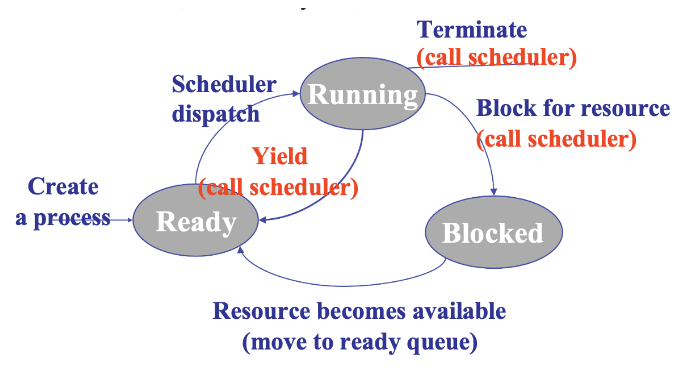 Terminate
(call scheduler)
Scheduler
dispatch
Running
Block for resource
(call scheduler)
Yield
(call scheduler)
Create
a process
Ready
Blocked
Resource becomes available
(move to ready queue)